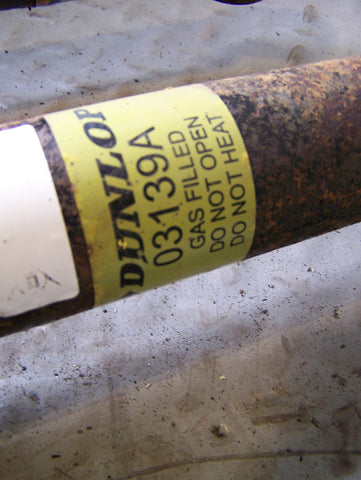 DUNLOP
03139A
GAS FILLED
DO NOT OPEN
DO NOT HEAT.